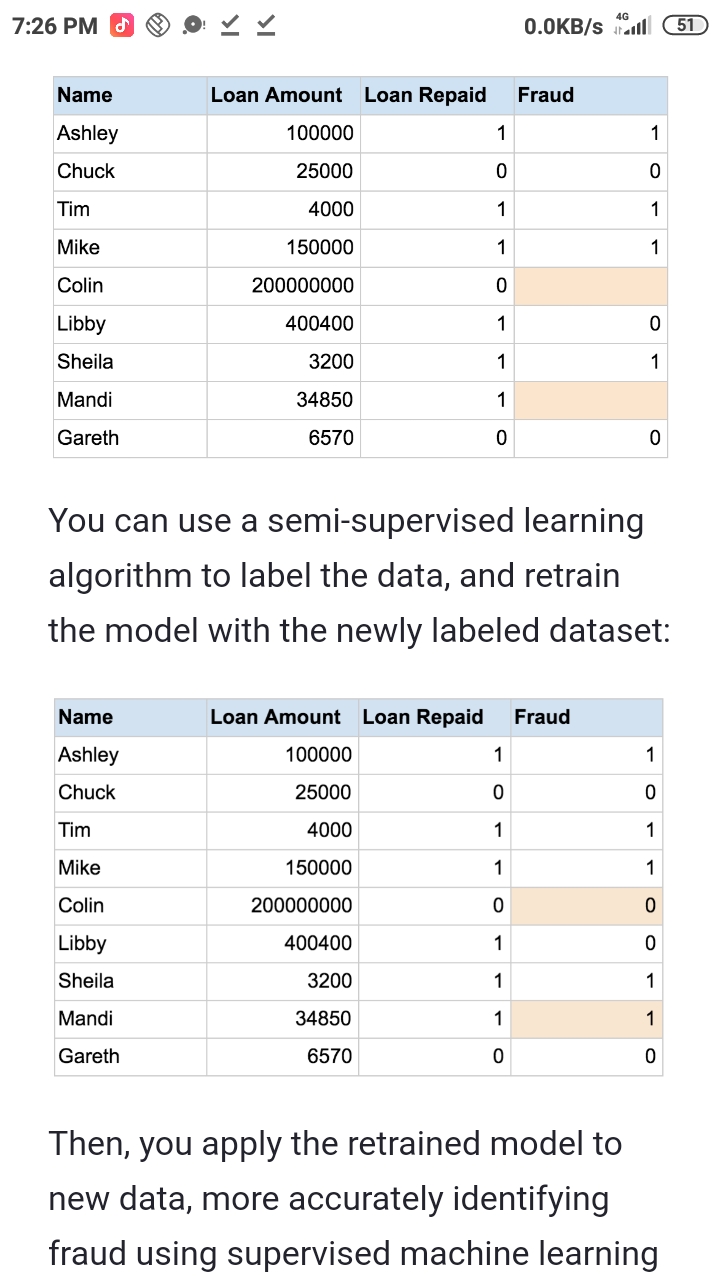 7:26 PM 0.0KB/s 4G 51
Name Loan Amount Loan Repaid Fraud
Ashley 100000 1 1
Chuck 25000 0 0
Tim 4000 1 1
Mike 150000 1 1
Colin 200000000 0
Libby 400400 1 0
Sheila 3200 1 1
Mandi 34850 1
Gareth 6570 0 0
You can use a semi-supervised learning
algorithm to label the data, and retrain
the model with the newly labeled dataset:
Name Loan Amount Loan Repaid Fraud
Ashley 100000 1 1
Chuck 25000 0 0
Tim 4000 1 1
Mike 150000 1 1
Colin 200000000 0 0
Libby 400400 1 0
Sheila 3200 1 1
Mandi 34850 1 1
Gareth 6570 0 0
Then, you apply the retrained model to
new data, more accurately identifying
fraud using supervised machine learning